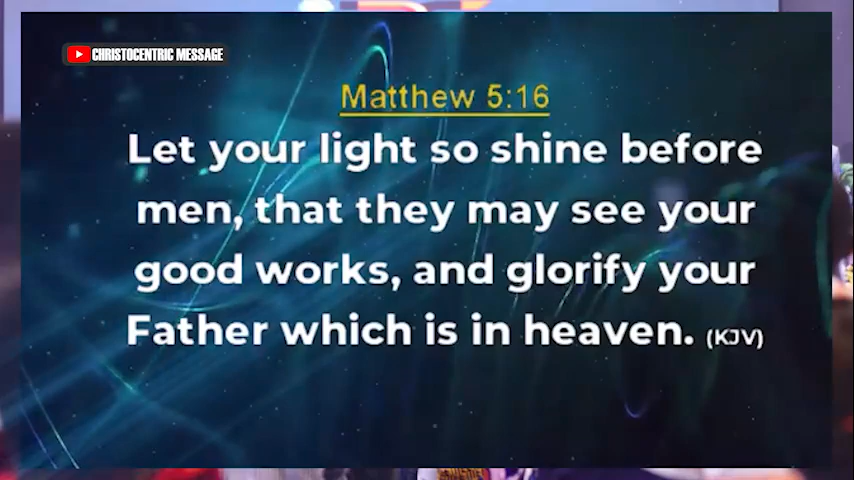 CHRISTOCENTRIC MESSAGE
Matthew 5:16
Let your light so shine before
men, that they may see your
good works, and glorify your
Father which is in heaven. (KJV)